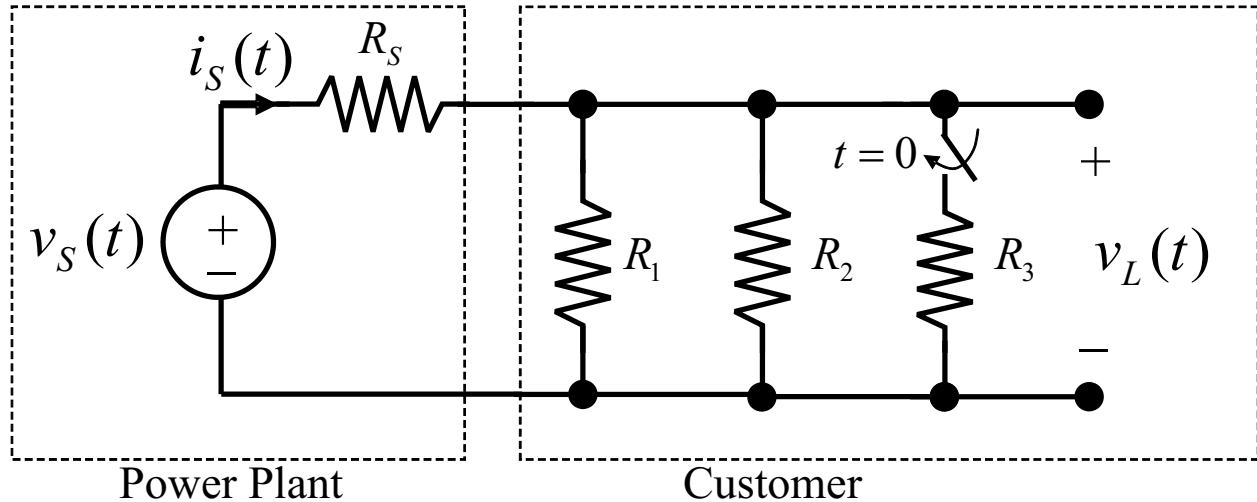 i_S(t)
R_S
v_S(t)
+
−
R_1
R_2
t = 0
R_3
+
v_L(t)
−
Power Plant
Customer